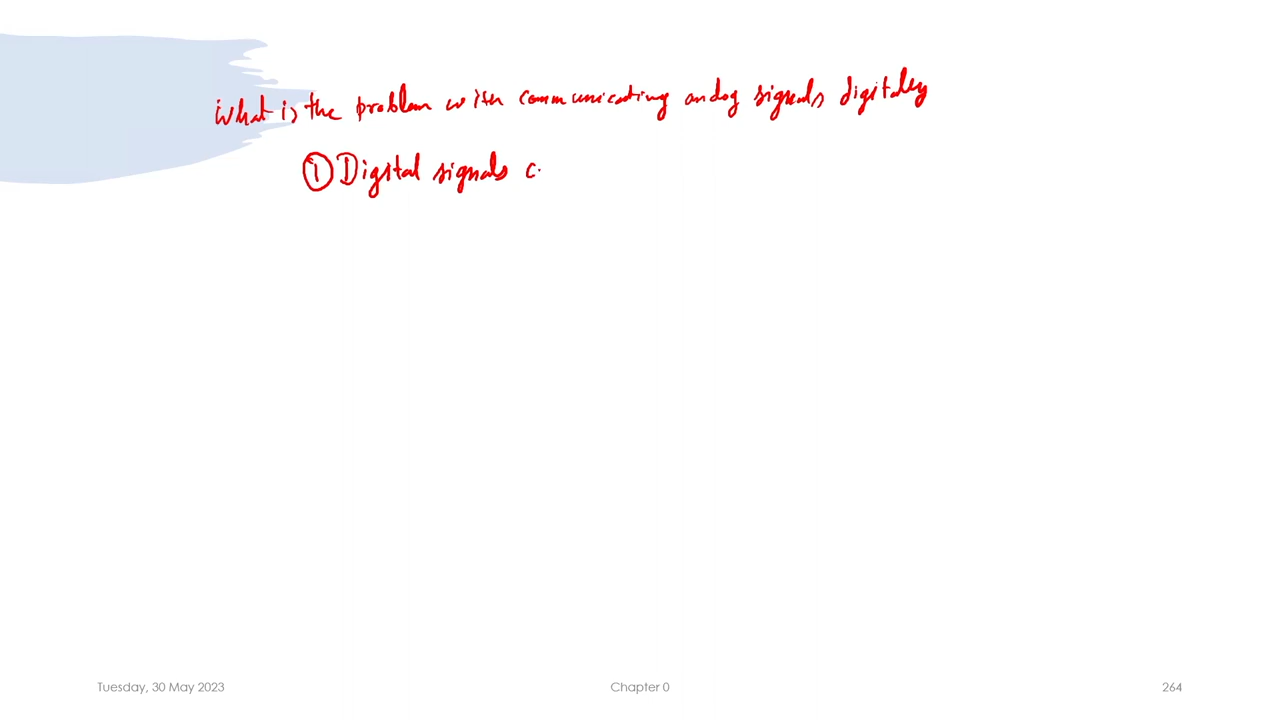 What is the problem with communicating analog signals digitally
① Digital signals c
Tuesday, 30 May 2023
Chapter 0
264